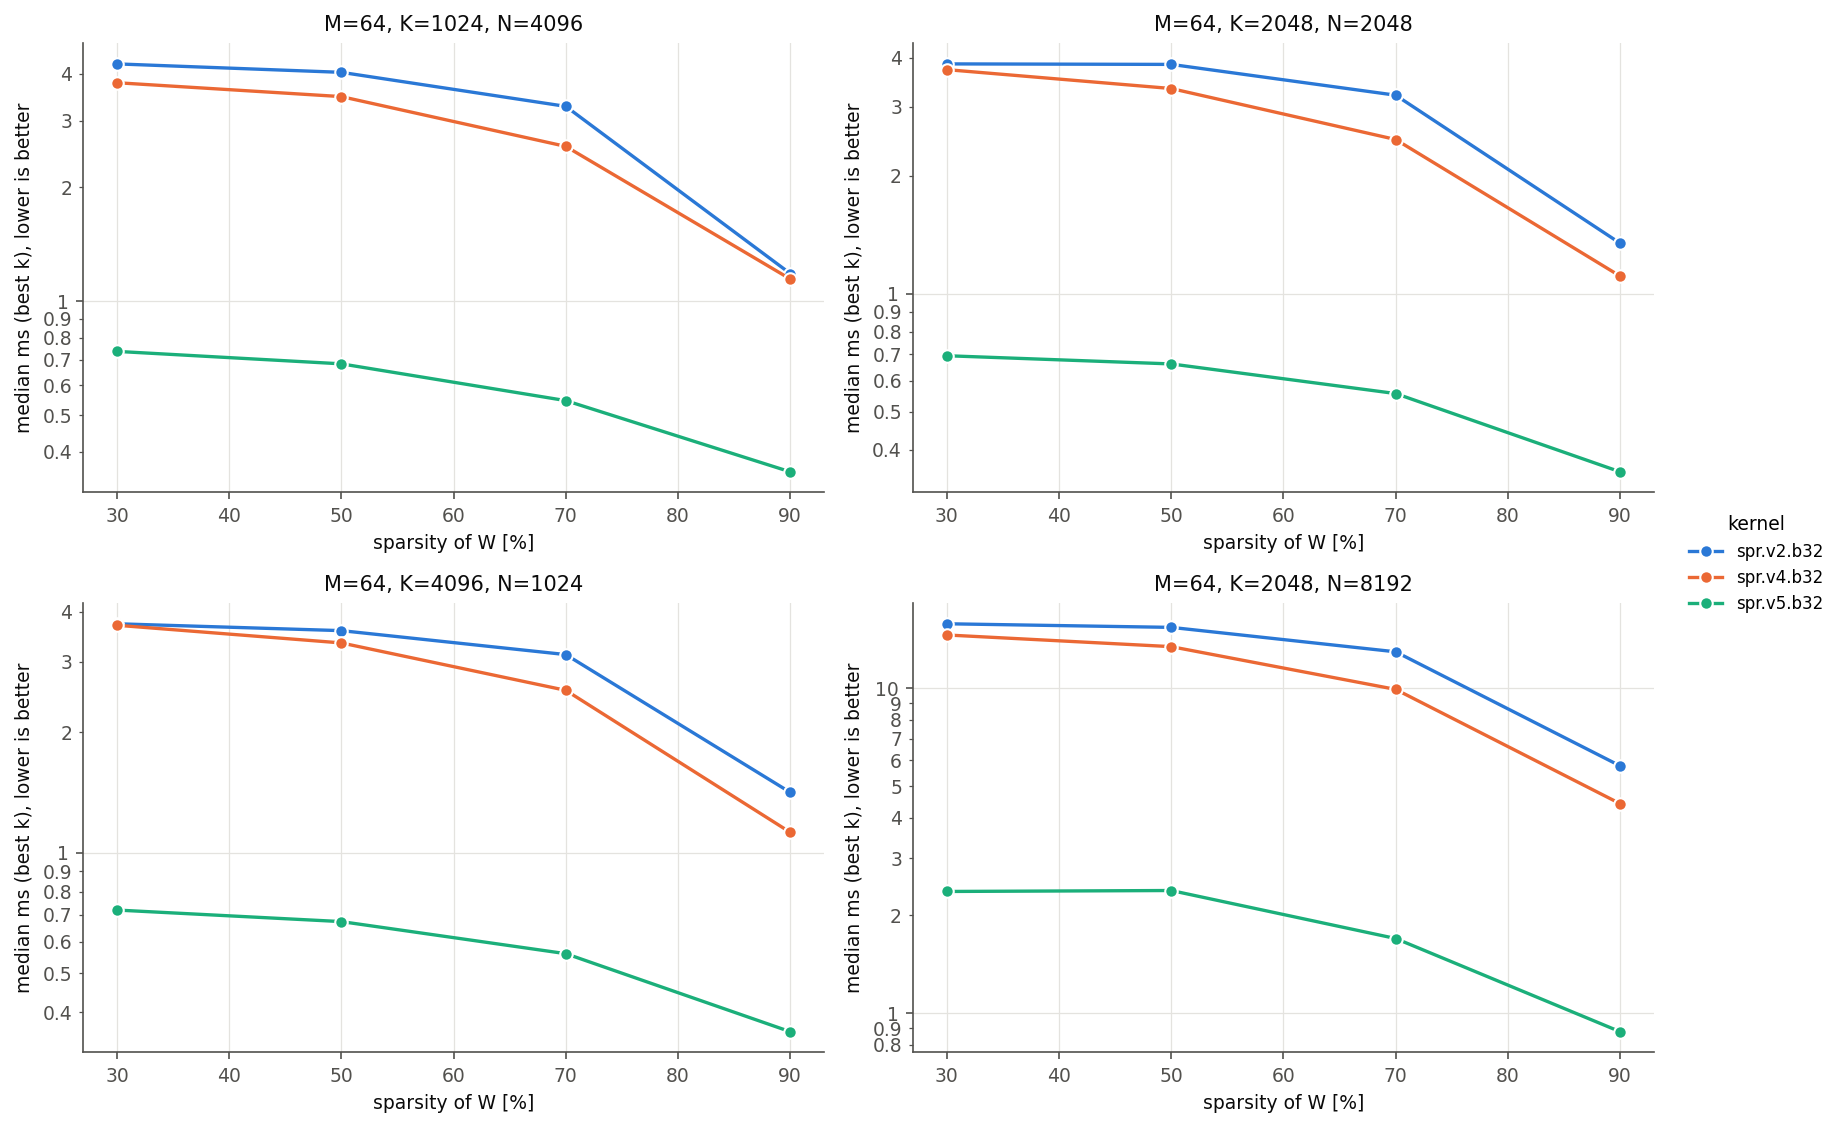 M=64, K=1024, N=4096
median ms (best k), lower is better
4
3
2
1
0.9
0.8
0.7
0.6
0.5
0.4
30 40 50 60 70 80 90
sparsity of W [%]
M=64, K=2048, N=2048
median ms (best k), lower is better
4
3
2
1
0.9
0.8
0.7
0.6
0.5
0.4
30 40 50 60 70 80 90
sparsity of W [%]
M=64, K=4096, N=1024
median ms (best k), lower is better
4
3
2
1
0.9
0.8
0.7
0.6
0.5
0.4
30 40 50 60 70 80 90
sparsity of W [%]
M=64, K=2048, N=8192
median ms (best k), lower is better
10
9
8
7
6
5
4
3
2
1
0.9
0.8
30 40 50 60 70 80 90
sparsity of W [%]
kernel
spr.v2.b32
spr.v4.b32
spr.v5.b32